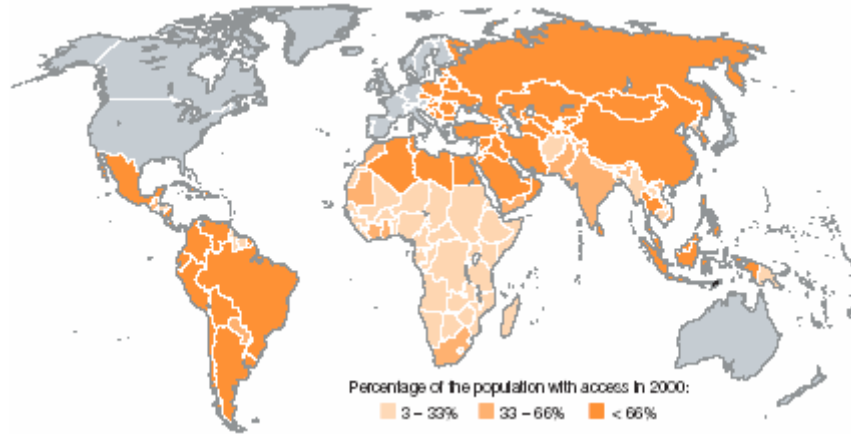 Percentage of the population with access in 2000:
3 – 33% 33 – 66% < 66%